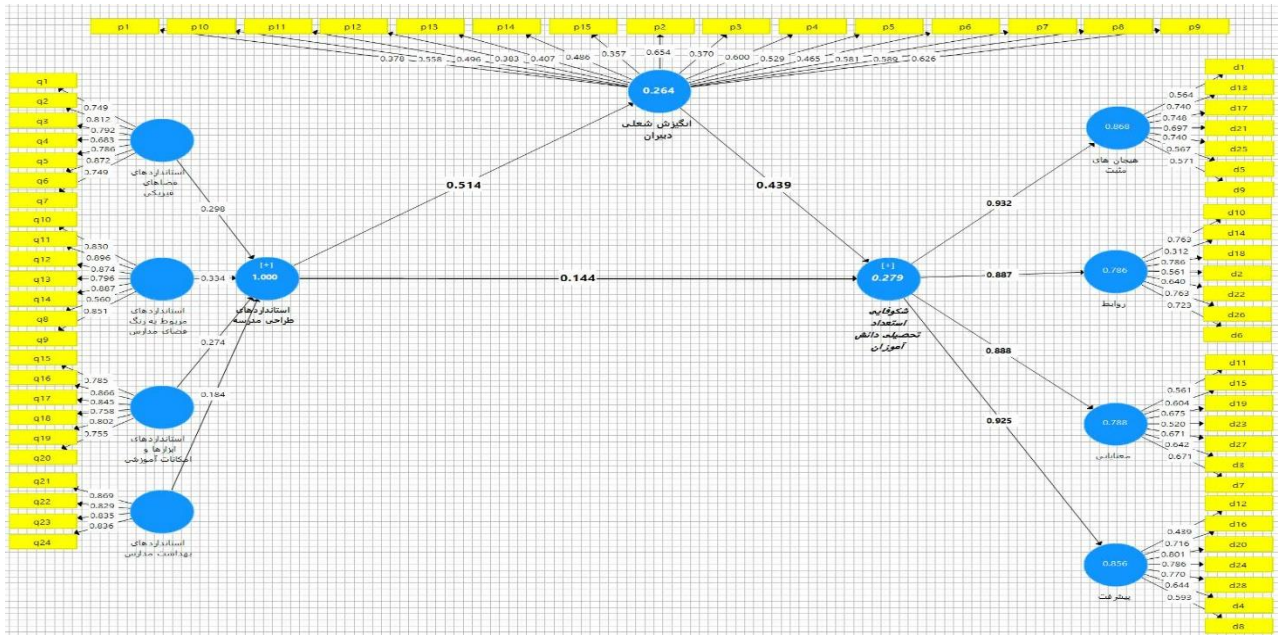 p1
p10
p11
p12
p13
p14
p15
p2
p3
p4
p5
p6
p7
p8
p9
0.378
0.558
0.496
0.383
0.407
0.486
0.357
0.654
0.370
0.600
0.529
0.465
0.581
0.589
0.626
0.264
انگیزش شغلی
دبیران
q1
q2
q3
q4
q5
q6
q7
0.749
0.812
0.792
0.683
0.786
0.872
0.749
استانداردهای
فضاهای
فیزیکی
0.298
q10
q11
q12
q13
q14
q8
q9
0.830
0.896
0.874
0.796
0.887
0.560
0.851
استانداردهای
مربوط به رنگ
فضای مدارس
0.334
q15
q16
q17
q18
q19
q20
0.785
0.866
0.845
0.758
0.802
0.755
استانداردهای
ابزارها و
امکانات آموزشی
0.274
q21
q22
q23
q24
0.869
0.829
0.835
0.836
استانداردهای
بهداشت مدارس
0.184
[+]
1.000
استانداردهای
طراحی مدرسه
0.514
0.439
0.144
[+]
0.279
شکوفایی
استعداد
تحصیلی دانش
آموزان
0.932
0.887
0.888
0.925
0.868
هیجان های
مثبت
0.564
0.740
0.748
0.697
0.740
0.567
0.571
d1
d13
d17
d21
d25
d5
d9
0.786
روابط
0.763
0.312
0.786
0.561
0.640
0.763
0.723
d10
d14
d18
d2
d22
d26
d6
0.788
معنایابی
0.561
0.604
0.675
0.520
0.671
0.642
0.671
d11
d15
d19
d23
d27
d3
d7
0.856
پیشرفت
0.489
0.716
0.801
0.786
0.770
0.644
0.593
d12
d16
d20
d24
d28
d4
d8